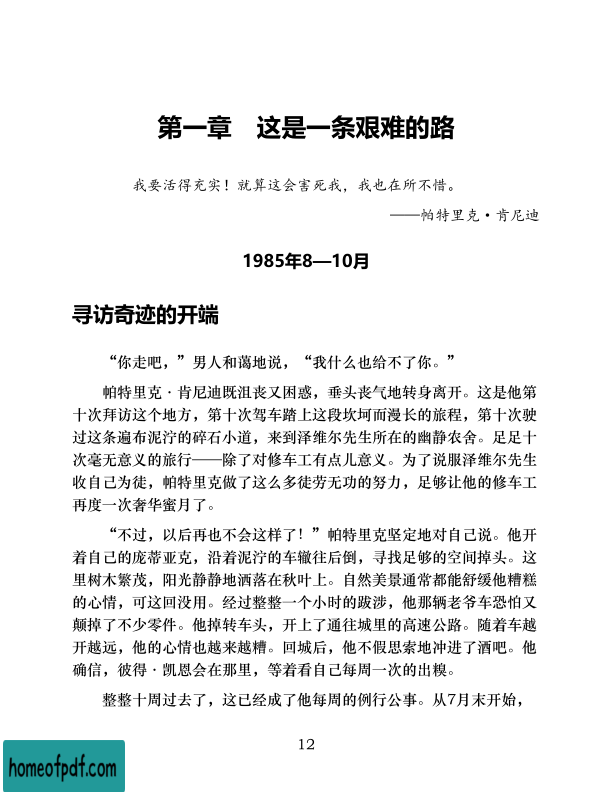 第一章　这是一条艰难的路
我要活得充实！就算这会害死我，我也在所不惜。
——帕特里克·肯尼迪
1985年8—10月
寻访奇迹的开端
“你走吧，”男人和蔼地说，“我什么也给不了你。”
帕特里克·肯尼迪既沮丧又困惑，垂头丧气地转身离开。这是他第
十次拜访这个地方，第十次驾车踏上这段坎坷而漫长的旅程，第十次驶
过这条遍布泥泞的碎石小道，来到泽维尔先生所在的幽静农舍。足足十
次毫无意义的旅行——除了对修车工有点儿意义。为了说服泽维尔先生
收自己为徒，帕特里克做了这么多徒劳无功的努力，足够让他的修车工
再度一次奢华蜜月了。
“不过，以后再也不会这样了！”帕特里克坚定地对自己说。他开
着自己的庞蒂亚克，沿着泥泞的车辙往后倒，寻找足够的空间掉头。这
里树木繁茂，阳光静静地洒落在秋叶上。自然美景通常都能舒缓他糟糕
的心情，可这回没用。经过整整一个小时的跋涉，他那辆老爷车恐怕又
颠掉了不少零件。他掉转车头，开上了通往城里的高速公路。随着车越
开越远，他的心情也越来越糟。回城后，他不假思索地冲进了酒吧。他
确信，彼得·凯恩会在那里，等着看自己每周一次的出糗。
整整十周过去了，这已经成了他每周的例行公事。从7月末开始，
12
homeofpdf.com